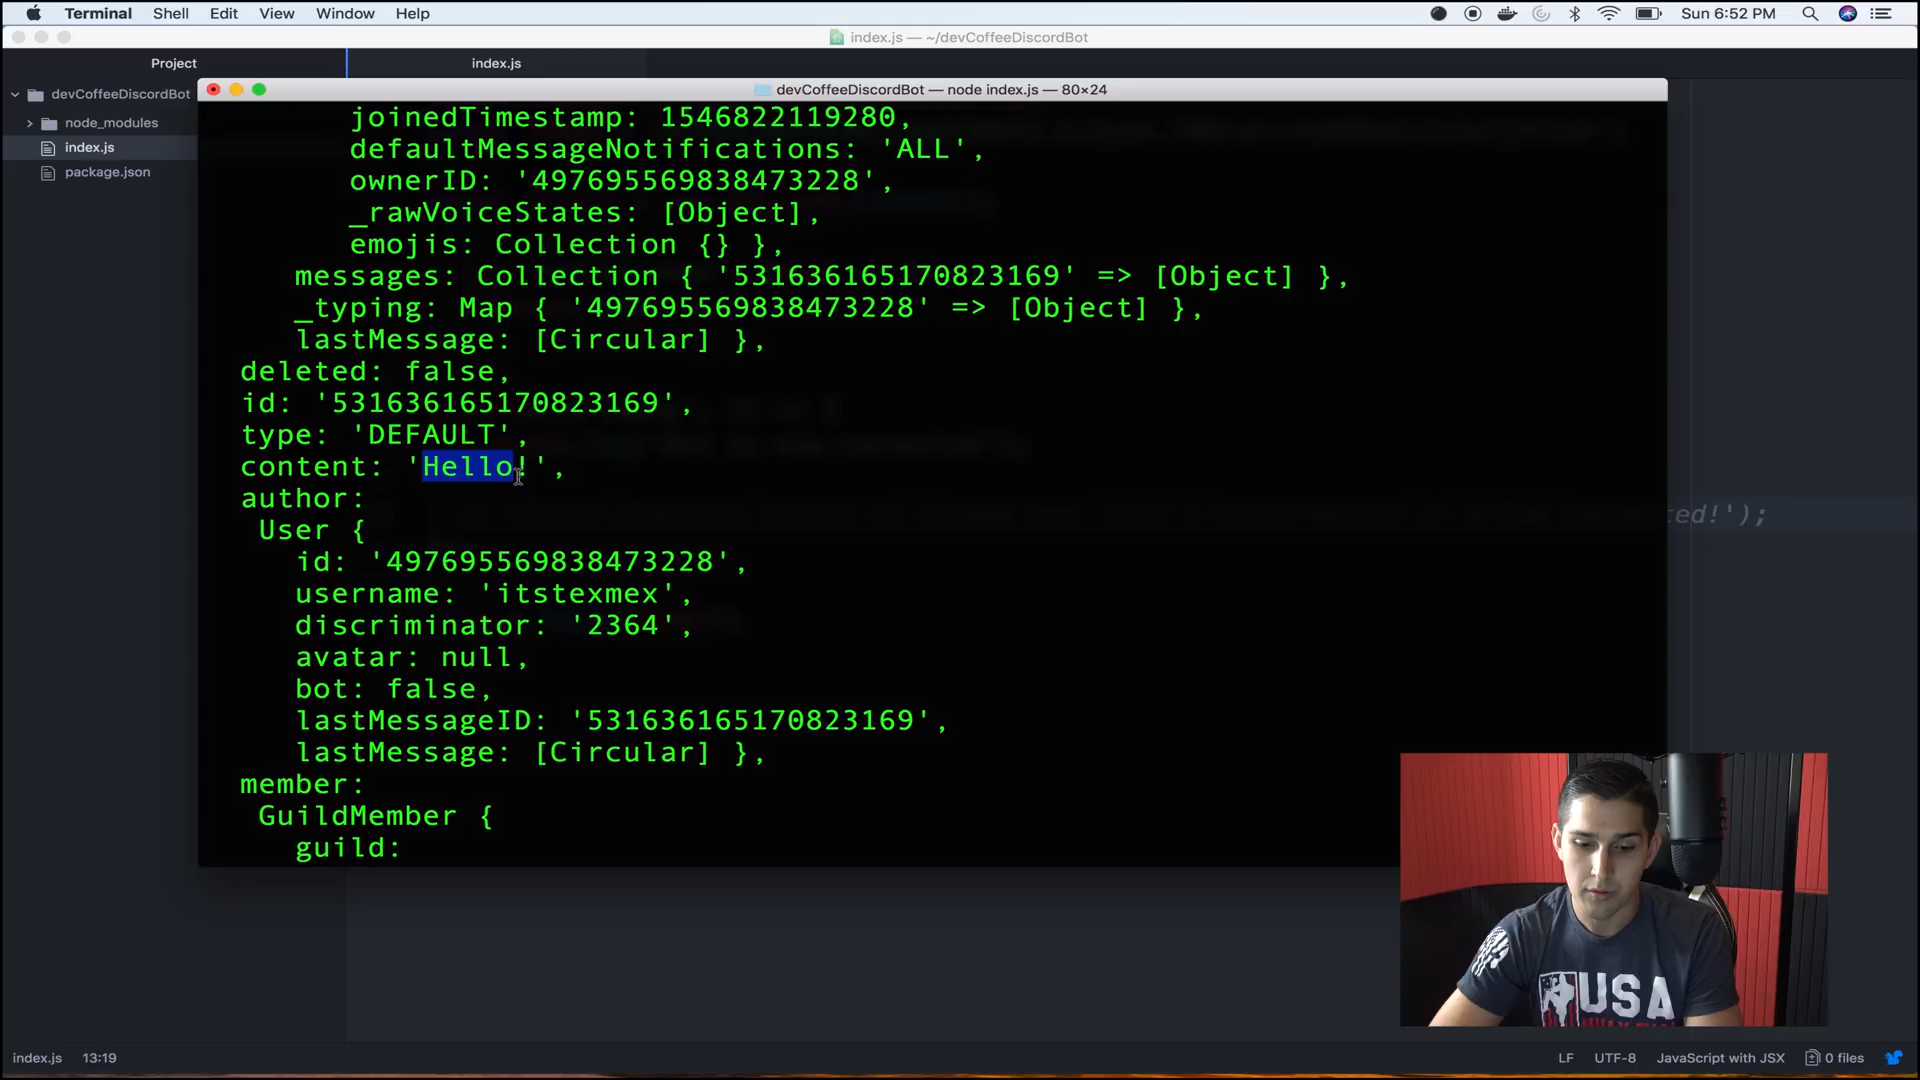 Terminal Shell Edit View Window Help Sun 6:52 PM
index.js — ~/devCoffeeDiscordBot
Project index.js
devCoffeeDiscordBot
node_modules
index.js
package.json
devCoffeeDiscordBot — node index.js — 80×24
joinedTimestamp: 1546822119280,
defaultMessageNotifications: 'ALL',
ownerID: '497695569838473228',
_rawVoiceStates: [Object],
emojis: Collection {} },
messages: Collection { '531636165170823169' => [Object] },
_typing: Map { '497695569838473228' => [Object] },
lastMessage: [Circular] },
deleted: false,
id: '531636165170823169',
type: 'DEFAULT',
content: 'Hello!',
author:
User {
id: '497695569838473228',
username: 'itstexmex',
discriminator: '2364',
avatar: null,
bot: false,
lastMessageID: '531636165170823169',
lastMessage: [Circular] },
member:
GuildMember {
guild:
ed!');
USA
index.js 13:19 LF UTF-8 JavaScript with JSX 0 files